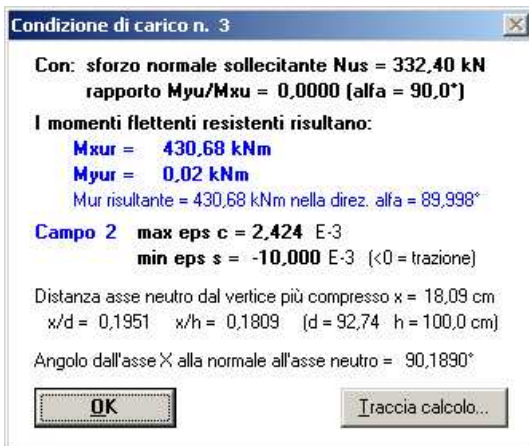 Condizione di carico n. 3
Con: sforzo normale sollecitante Nus = 332,40 kN
rapporto Myu/Mxu = 0,0000 (alfa = 90,0°)
I momenti flettenti resistenti risultano:
Mxur = 430,68 kNm
Myur = 0,02 kNm
Mur risultante = 430,68 kNm nella direz. alfa = 89,998°
Campo 2 max eps c = 2,424 E-3
min eps s = -10,000 E-3 (<0 = trazione)
Distanza asse neutro dal vertice più compresso x = 18,09 cm
x/d = 0,1951 x/h = 0,1809 (d = 92,74 h = 100,0 cm)
Angolo dall'asse X alla normale all'asse neutro = 90,1890°
OK
Traccia calcolo...